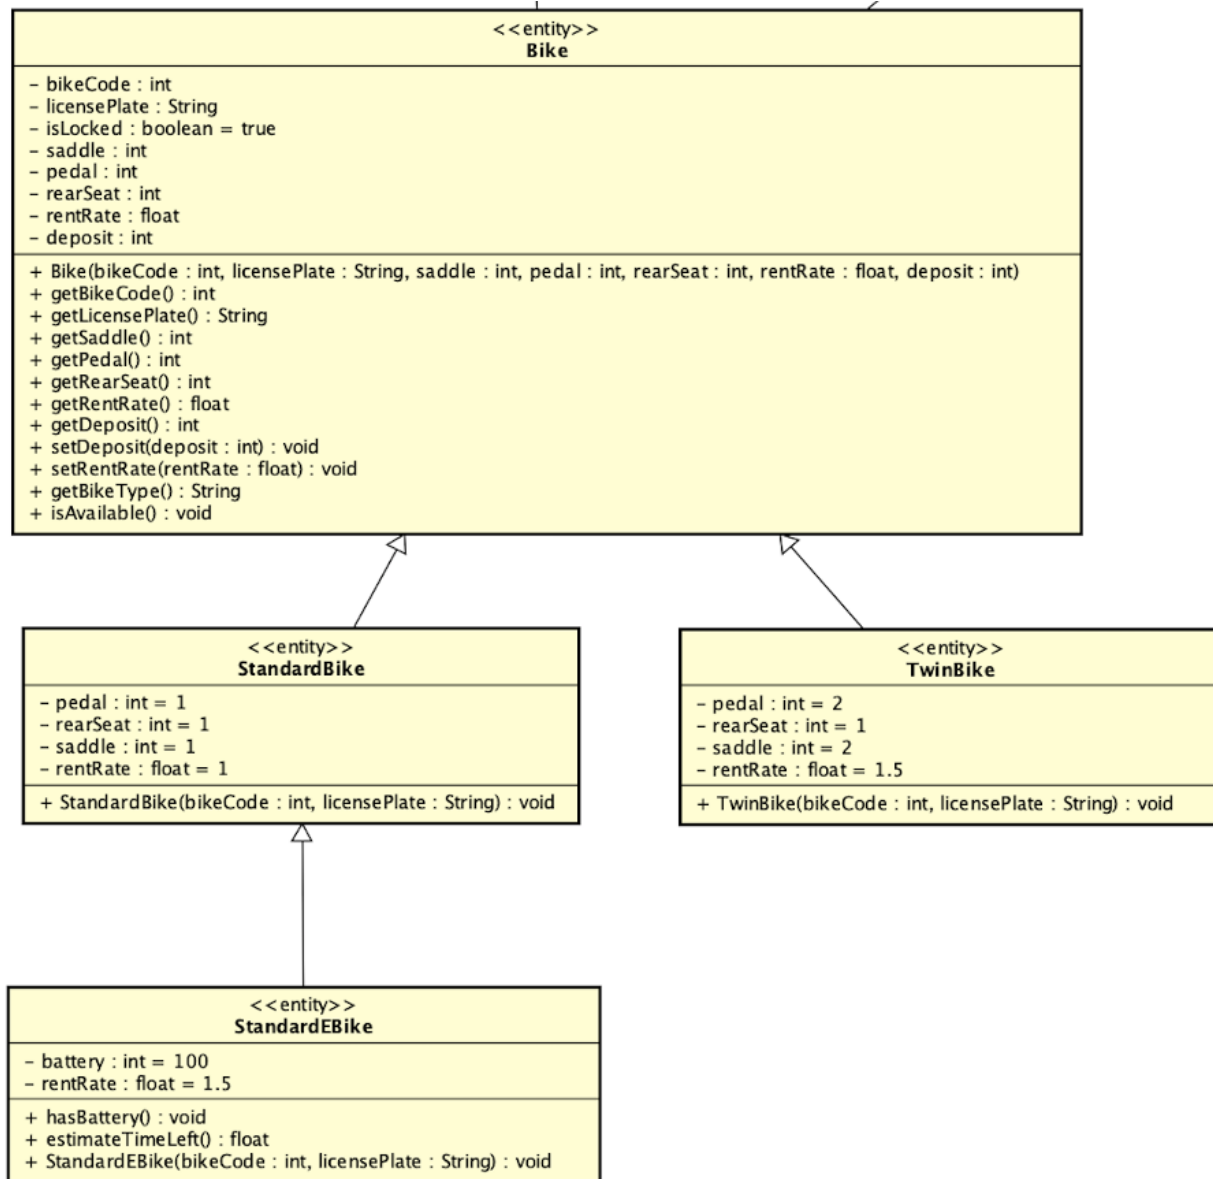 <<entity>>
Bike
– bikeCode : int
– licensePlate : String
– isLocked : boolean = true
– saddle : int
– pedal : int
– rearSeat : int
– rentRate : float
– deposit : int
+ Bike(bikeCode : int, licensePlate : String, saddle : int, pedal : int, rearSeat : int, rentRate : float, deposit : int)
+ getBikeCode() : int
+ getLicensePlate() : String
+ getSaddle() : int
+ getPedal() : int
+ getRearSeat() : int
+ getRentRate() : float
+ getDeposit() : int
+ setDeposit(deposit : int) : void
+ setRentRate(rentRate : float) : void
+ getBikeType() : String
+ isAvailable() : void
<<entity>>
StandardBike
– pedal : int = 1
– rearSeat : int = 1
– saddle : int = 1
– rentRate : float = 1
+ StandardBike(bikeCode : int, licensePlate : String) : void
<<entity>>
TwinBike
– pedal : int = 2
– rearSeat : int = 1
– saddle : int = 2
– rentRate : float = 1.5
+ TwinBike(bikeCode : int, licensePlate : String) : void
<<entity>>
StandardEBike
– battery : int = 100
– rentRate : float = 1.5
+ hasBattery() : void
+ estimateTimeLeft() : float
+ StandardEBike(bikeCode : int, licensePlate : String) : void